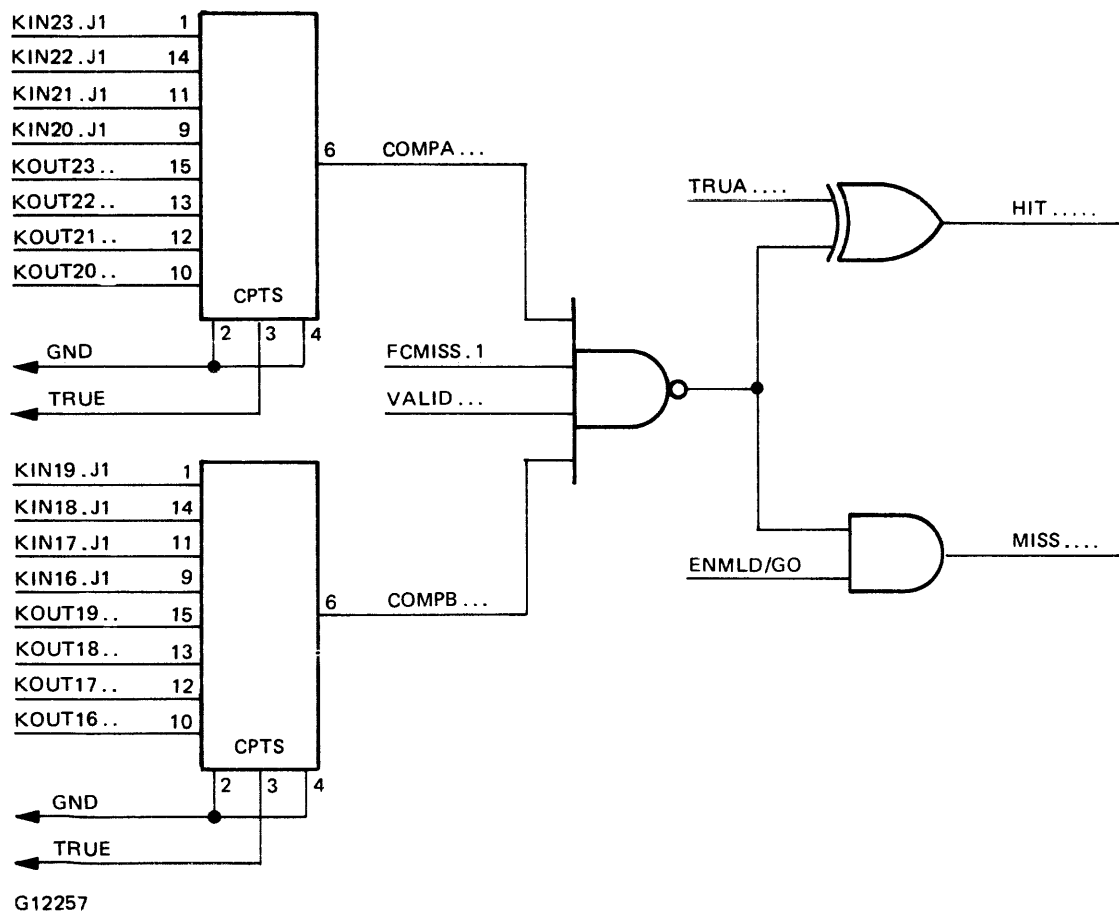 KIN23.J1 1
KIN22.J1 14
KIN21.J1 11
KIN20.J1 9
KOUT23.. 15
KOUT22.. 13
KOUT21.. 12
KOUT20.. 10
CPTS
6 COMPA...
2 3 4
GND
TRUE
FCMISS.1
VALID...
TRUA....
HIT.....
ENMLD/GO
MISS....
KIN19.J1 1
KIN18.J1 14
KIN17.J1 11
KIN16.J1 9
KOUT19.. 15
KOUT18.. 13
KOUT17.. 12
KOUT16.. 10
CPTS
6 COMPB...
2 3 4
GND
TRUE
G12257